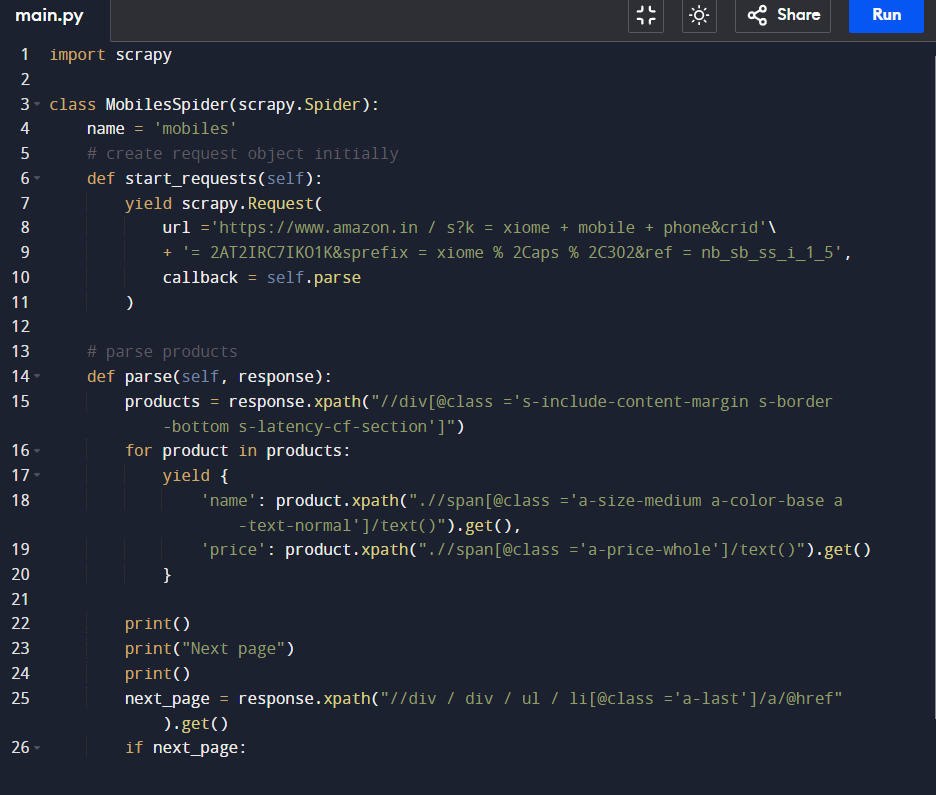 main.py
Share
Run
1 import scrapy
2
3 class MobilesSpider(scrapy.Spider):
4     name = 'mobiles'
5     # create request object initially
6     def start_requests(self):
7         yield scrapy.Request(
8             url ='https://www.amazon.in / s?k = xiome + mobile + phone&crid'\
9             + '= 2AT2IRC7IKO1K&sprefix = xiome % 2Caps % 2C302&ref = nb_sb_ss_i_1_5',
10             callback = self.parse
11         )
12
13     # parse products
14     def parse(self, response):
15         products = response.xpath("//div[@class ='s-include-content-margin s-border
            -bottom s-latency-cf-section']")
16         for product in products:
17             yield {
18                 'name': product.xpath(".//span[@class ='a-size-medium a-color-base a
                    -text-normal']/text()").get(),
19                 'price': product.xpath(".//span[@class ='a-price-whole']/text()").get()
20             }
21
22         print()
23         print("Next page")
24         print()
25         next_page = response.xpath("//div / div / ul / li[@class ='a-last']/a/@href"
            ).get()
26         if next_page: